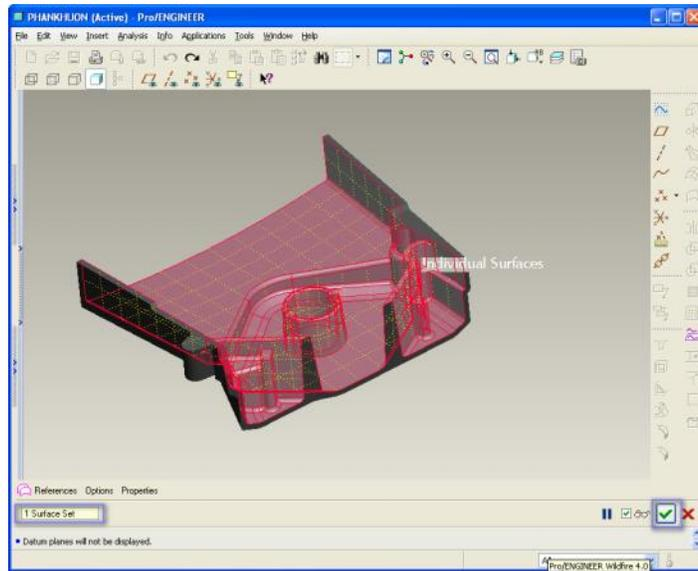 PHANKHUON (Active) - Pro/ENGINEER
File Edit View Insert Analysis Info Applications Tools Window Help
Individual Surfaces
References Options Properties
1 Surface Set
Datum planes will not be displayed.
Pro/ENGINEER Wildfire 4.0